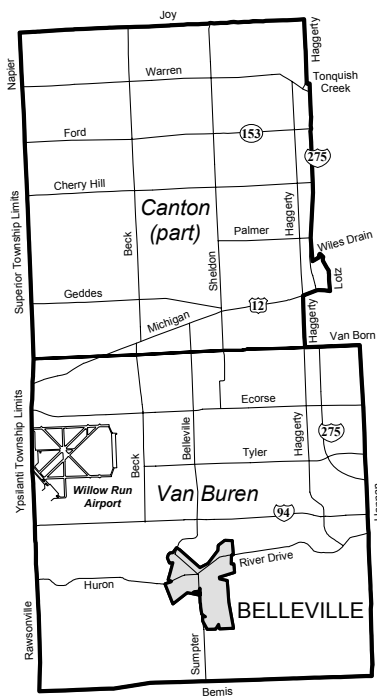 Joy
Napier
Haggerty
Warren
Tonquish
Creek
Ford
153
275
Cherry Hill
Superior Township Limits
Canton
(part)
Beck
Sheldon
Palmer
Haggerty
Wiles Drain
Lotz
Geddes
Michigan
12
Haggerty
Van Born
Ypsilanti Township Limits
Ecorse
Belleville
Haggerty
275
Beck
Tyler
Willow Run
Airport
Van Buren
94
River Drive
Huron
BELLEVILLE
Rawsonville
Sumpter
Bemis